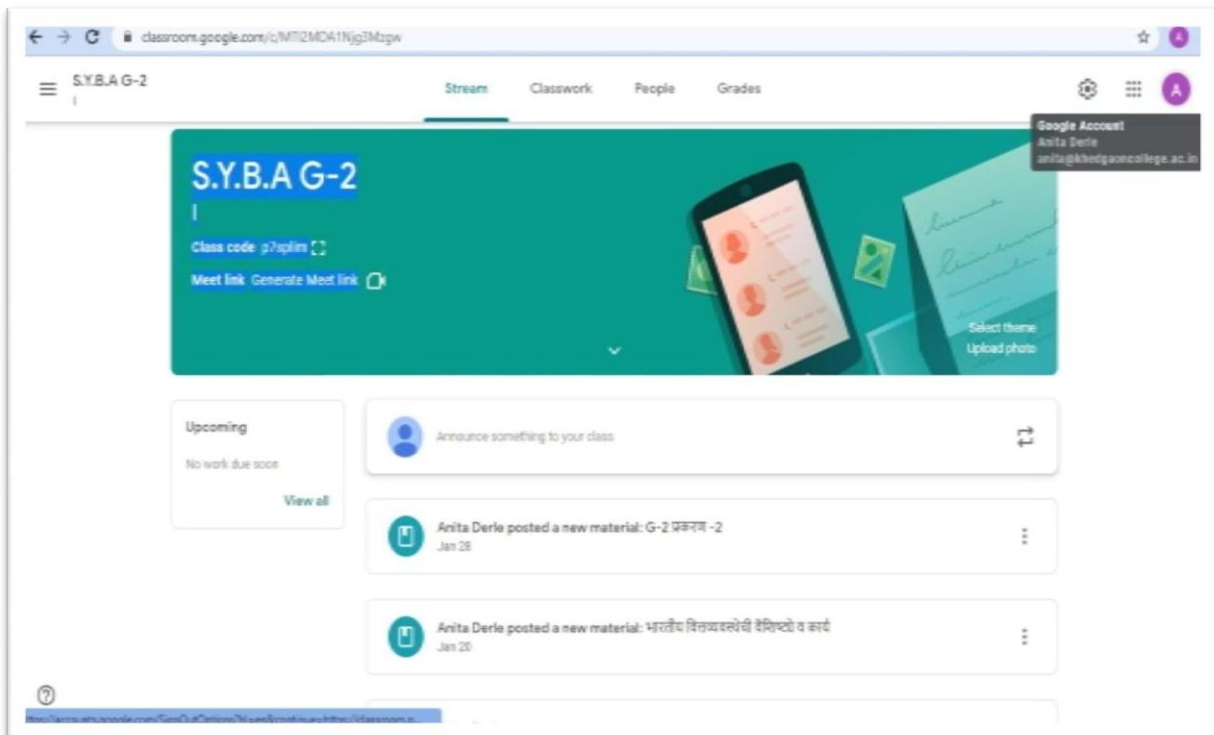 classroom.google.com/c/MTI2MDA1Njg3Mzgw
S.Y.B.A G-2
I
Stream Classwork People Grades
A
Google Account
Anita Derle
anita@khedgaoncollege.ac.in
S.Y.B.A G-2
I
Class code p7splim
Meet link Generate Meet link
Select theme
Upload photo
Upcoming
No work due soon
View all
Announce something to your class
Anita Derle posted a new material: G-2 प्रकरण -2
Jan 28
Anita Derle posted a new material: भारतीय वित्तव्यवस्थेची वैशिष्ट्ये व कार्य
Jan 20